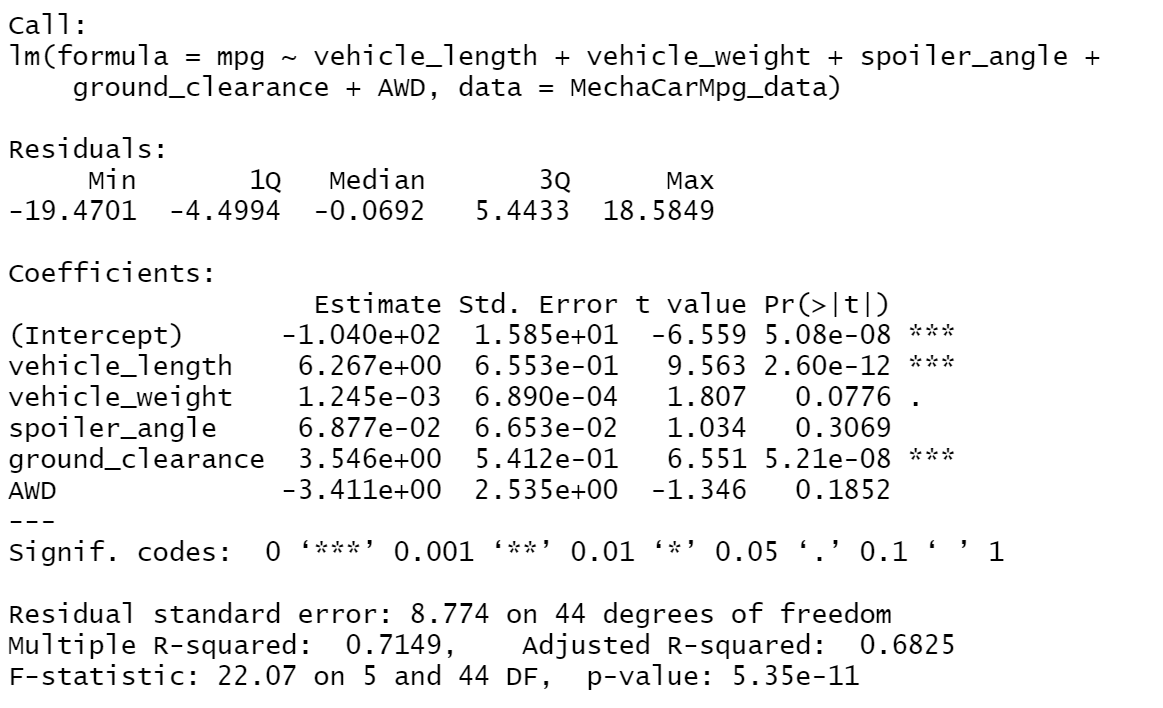 Call:
lm(formula = mpg ~ vehicle_length + vehicle_weight + spoiler_angle +
    ground_clearance + AWD, data = MechaCarMpg_data)

Residuals:
     Min       1Q   Median       3Q      Max
-19.4701  -4.4994  -0.0692   5.4433  18.5849

Coefficients:
                   Estimate Std. Error t value Pr(>|t|)
(Intercept)      -1.040e+02  1.585e+01  -6.559 5.08e-08 ***
vehicle_length    6.267e+00  6.553e-01   9.563 2.60e-12 ***
vehicle_weight    1.245e-03  6.890e-04   1.807   0.0776 .
spoiler_angle     6.877e-02  6.653e-02   1.034   0.3069
ground_clearance  3.546e+00  5.412e-01   6.551 5.21e-08 ***
AWD              -3.411e+00  2.535e+00  -1.346   0.1852
---
Signif. codes:  0 ‘***’ 0.001 ‘**’ 0.01 ‘*’ 0.05 ‘.’ 0.1 ‘ ’ 1

Residual standard error: 8.774 on 44 degrees of freedom
Multiple R-squared:  0.7149,    Adjusted R-squared:  0.6825
F-statistic: 22.07 on 5 and 44 DF,  p-value: 5.35e-11